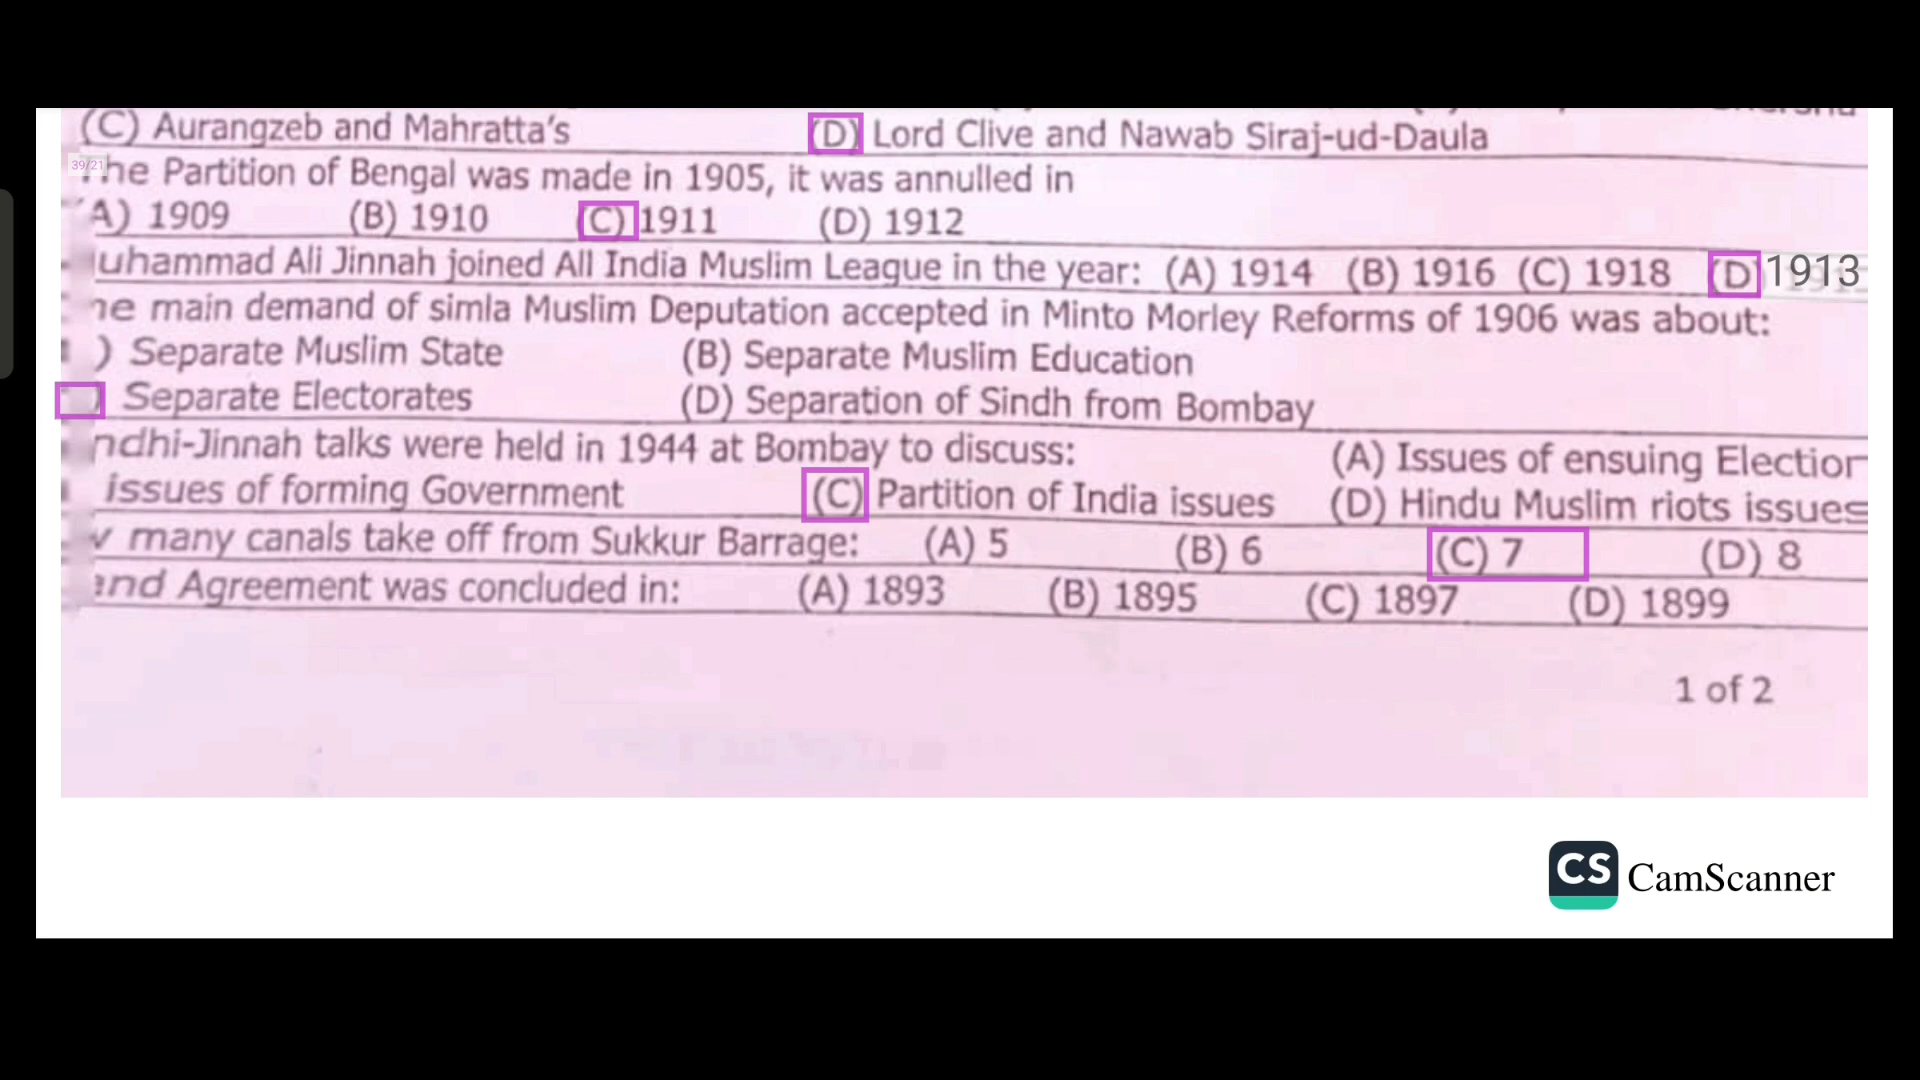 (C) Aurangzeb and Mahratta's (D) Lord Clive and Nawab Siraj-ud-Daula
39/21
The Partition of Bengal was made in 1905, it was annulled in
A) 1909 (B) 1910 (C) 1911 (D) 1912
uhammad Ali Jinnah joined All India Muslim League in the year: (A) 1914 (B) 1916 (C) 1918 (D) 1913
he main demand of simla Muslim Deputation accepted in Minto Morley Reforms of 1906 was about:
) Separate Muslim State (B) Separate Muslim Education
) Separate Electorates (D) Separation of Sindh from Bombay
ndhi-Jinnah talks were held in 1944 at Bombay to discuss: (A) Issues of ensuing Election
issues of forming Government (C) Partition of India issues (D) Hindu Muslim riots issues
many canals take off from Sukkur Barrage: (A) 5 (B) 6 (C) 7 (D) 8
and Agreement was concluded in: (A) 1893 (B) 1895 (C) 1897 (D) 1899
1 of 2
CS CamScanner